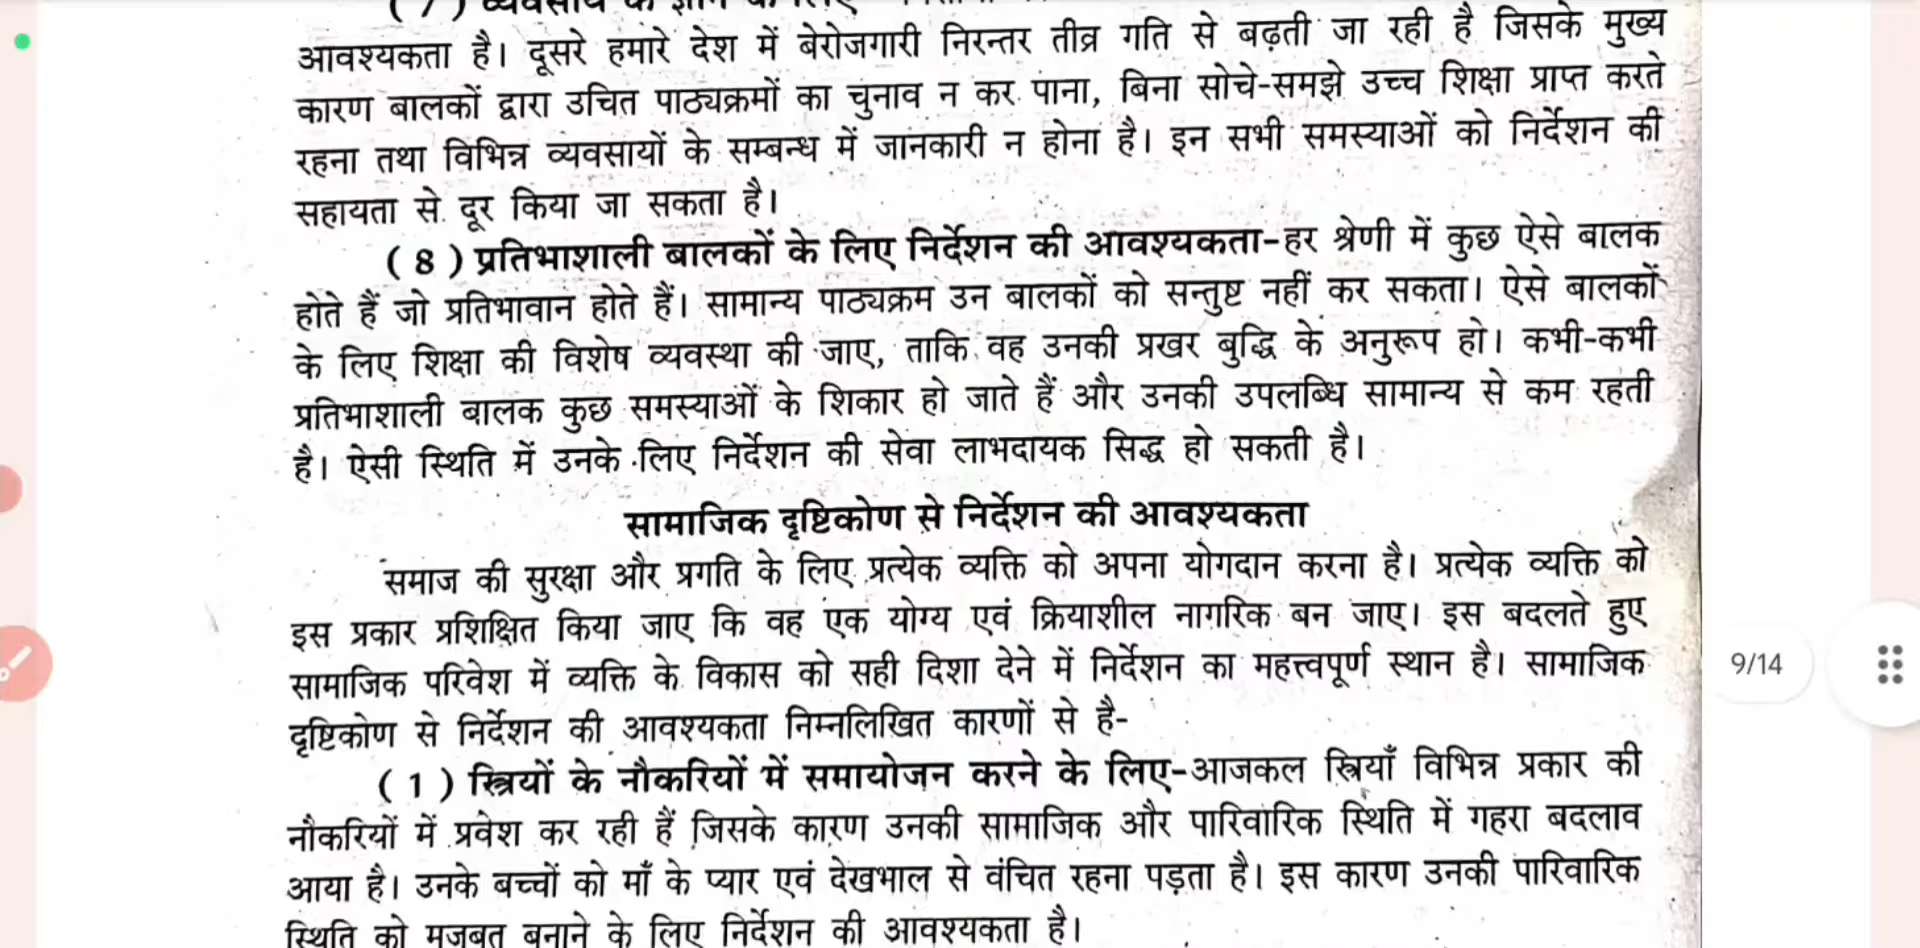 (7) व्यवसाय के ज्ञान के लिए
आवश्यकता है। दूसरे हमारे देश में बेरोजगारी निरन्तर तीव्र गति से बढ़ती जा रही है जिसके मुख्य
कारण बालकों द्वारा उचित पाठ्यक्रमों का चुनाव न कर पाना, बिना सोचे-समझे उच्च शिक्षा प्राप्त करते
रहना तथा विभिन्न व्यवसायों के सम्बन्ध में जानकारी न होना है। इन सभी समस्याओं को निर्देशन की
सहायता से दूर किया जा सकता है।
( 8 ) प्रतिभाशाली बालकों के लिए निर्देशन की आवश्यकता-हर श्रेणी में कुछ ऐसे बालक
होते हैं जो प्रतिभावान होते हैं। सामान्य पाठ्यक्रम उन बालकों को सन्तुष्ट नहीं कर सकता। ऐसे बालकों
के लिए शिक्षा की विशेष व्यवस्था की जाए, ताकि वह उनकी प्रखर बुद्धि के अनुरूप हो। कभी-कभी
प्रतिभाशाली बालक कुछ समस्याओं के शिकार हो जाते हैं और उनकी उपलब्धि सामान्य से कम रहती
है। ऐसी स्थिति में उनके लिए निर्देशन की सेवा लाभदायक सिद्ध हो सकती है।
सामाजिक दृष्टिकोण से निर्देशन की आवश्यकता
समाज की सुरक्षा और प्रगति के लिए प्रत्येक व्यक्ति को अपना योगदान करना है। प्रत्येक व्यक्ति को
इस प्रकार प्रशिक्षित किया जाए कि वह एक योग्य एवं क्रियाशील नागरिक बन जाए। इस बदलते हुए
सामाजिक परिवेश में व्यक्ति के विकास को सही दिशा देने में निर्देशन का महत्त्वपूर्ण स्थान है। सामाजिक
दृष्टिकोण से निर्देशन की आवश्यकता निम्नलिखित कारणों से है-
( 1 ) स्त्रियों के नौकरियों में समायोजन करने के लिए-आजकल स्त्रियाँ विभिन्न प्रकार की
नौकरियों में प्रवेश कर रही हैं जिसके कारण उनकी सामाजिक और पारिवारिक स्थिति में गहरा बदलाव
आया है। उनके बच्चों को माँ के प्यार एवं देखभाल से वंचित रहना पड़ता है। इस कारण उनकी पारिवारिक
स्थिति को मजबूत बनाने के लिए निर्देशन की आवश्यकता है।
9/14